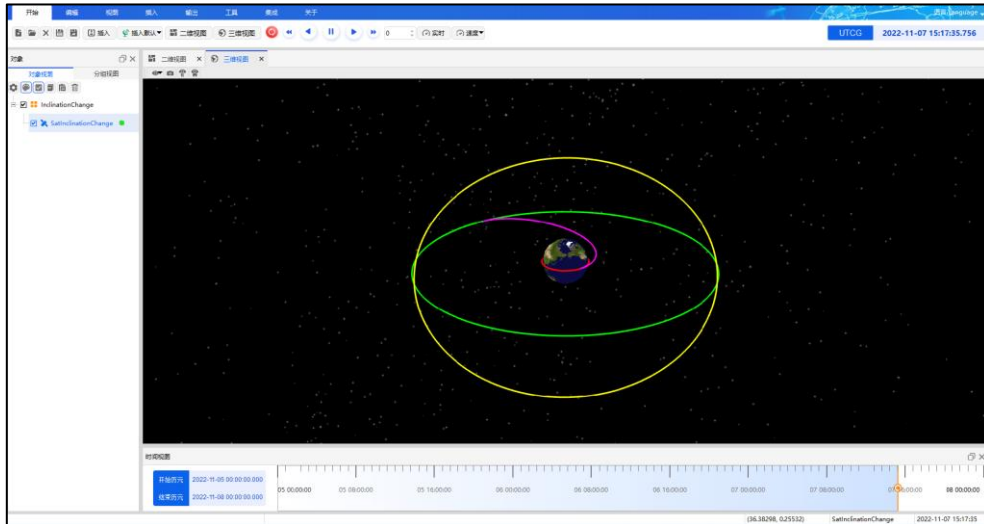 开始 编辑 视图 插入 输出 工具 集成 关于 语言/Language
插入 插入默认 二维视图 三维视图 0 实时 速度 UTCG 2022-11-07 15:17:35.756
对象
对象视图 分组视图
InclinationChange
SatInclinationChange
二维视图 × 三维视图 ×
时间视图
开始历元 2022-11-05 00:00:00.000
结束历元 2022-11-08 00:00:00.000
05 00:00:00 05 08:00:00 05 16:00:00 06 00:00:00 06 08:00:00 06 16:00:00 07 00:00:00 07 08:00:00 08 00:00:00
(36.38298, 0.25532) SatInclinationChange 2022-11-07 15:17:35